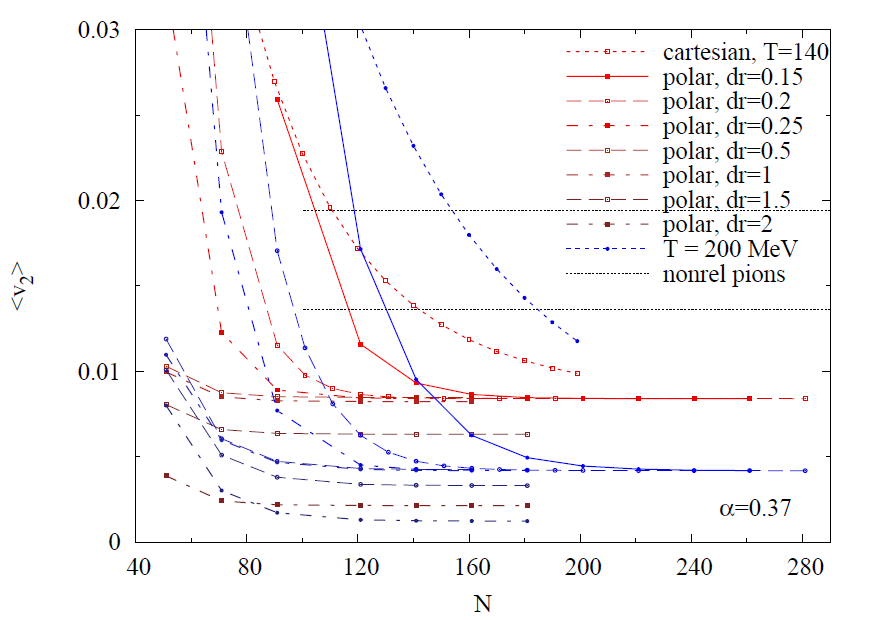 0.03
0.02
0.01
0
<v2>
cartesian, T=140
polar, dr=0.15
polar, dr=0.2
polar, dr=0.25
polar, dr=0.5
polar, dr=1
polar, dr=1.5
polar, dr=2
T = 200 MeV
nonrel pions
α=0.37
40 80 120 160 200 240 280
N